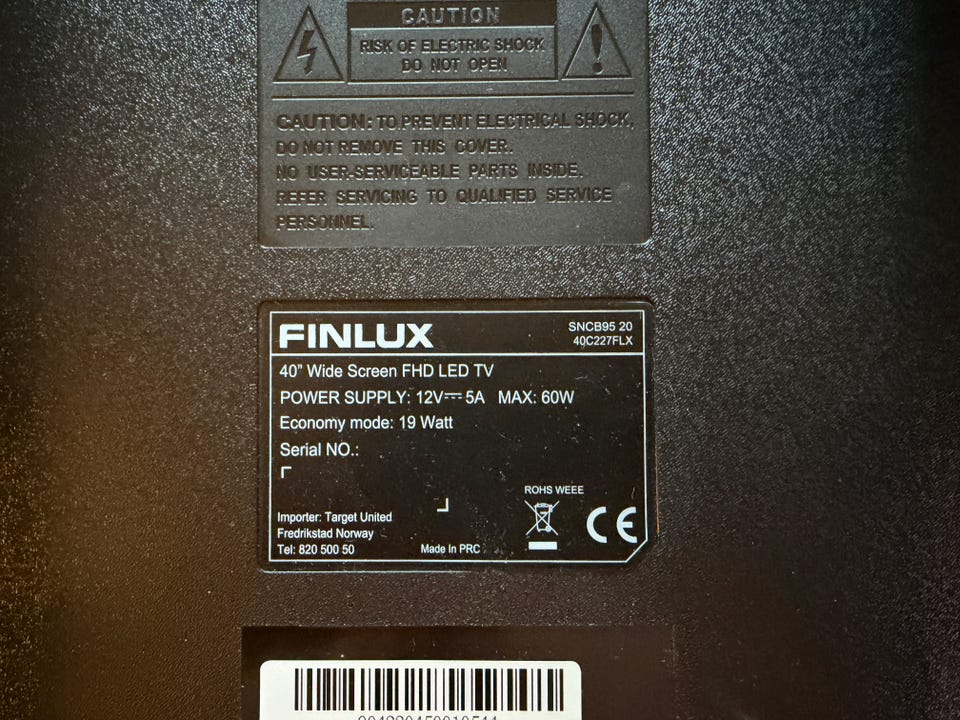 CAUTION
RISK OF ELECTRIC SHOCK
DO NOT OPEN
CAUTION: TO PREVENT ELECTRICAL SHOCK,
DO NOT REMOVE THIS COVER.
NO USER-SERVICEABLE PARTS INSIDE.
REFER SERVICING TO QUALIFIED SERVICE
PERSONNEL.
FINLUX
SNCB95 20
40C227FLX
40” Wide Screen FHD LED TV
POWER SUPPLY: 12V⎓5A MAX: 60W
Economy mode: 19 Watt
Serial NO.:
ROHS WEEE
CE
Importer: Target United
Fredrikstad Norway
Tel: 820 500 50
Made In PRC